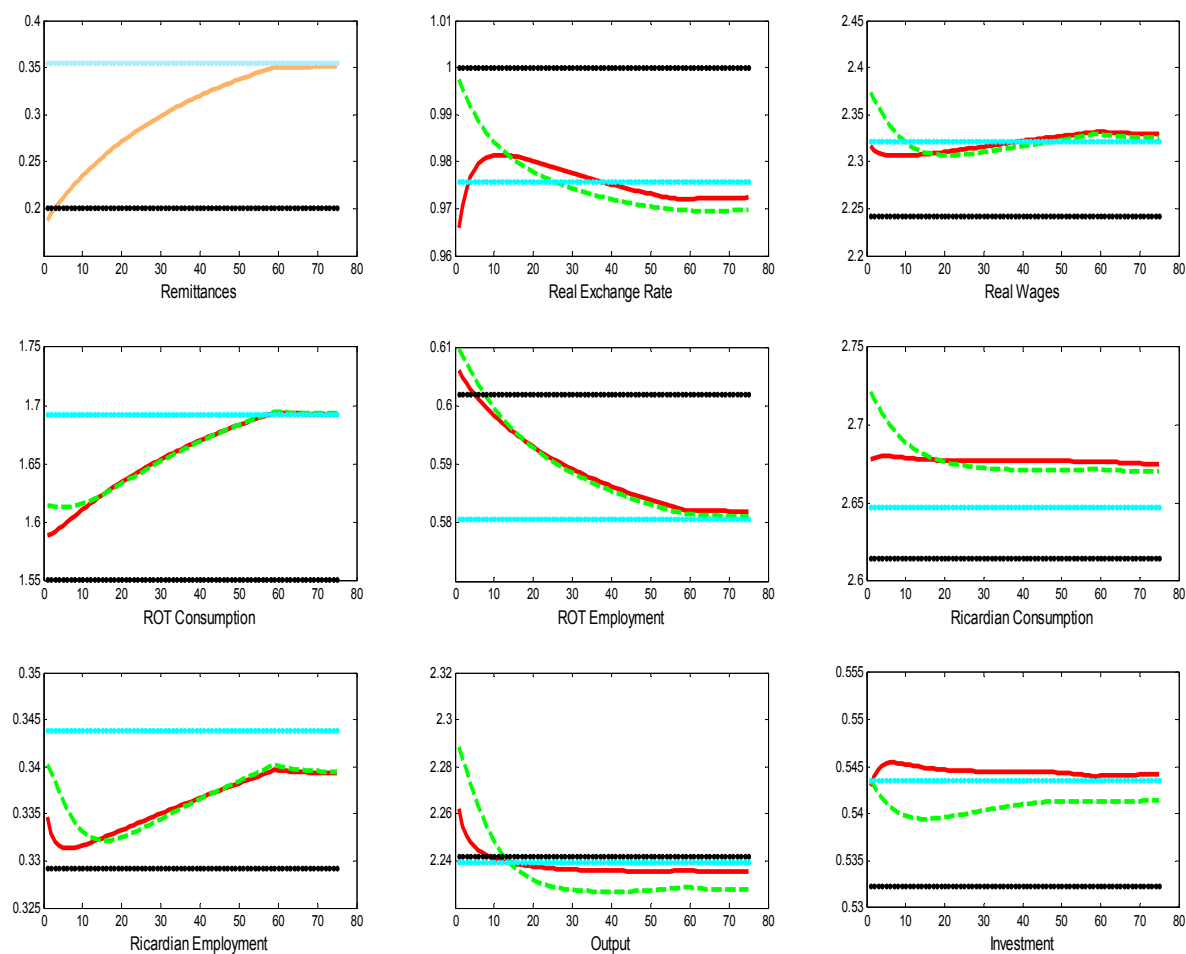 0.4
0.35
0.3
0.25
0.2
0 10 20 30 40 50 60 70 80
Remittances
1.01
1
0.99
0.98
0.97
0.96
0 10 20 30 40 50 60 70 80
Real Exchange Rate
2.45
2.4
2.35
2.3
2.25
2.2
0 10 20 30 40 50 60 70 80
Real Wages
1.75
1.7
1.65
1.6
1.55
0 10 20 30 40 50 60 70 80
ROT Consumption
0.61
0.6
0.59
0.58
0 10 20 30 40 50 60 70 80
ROT Employment
2.75
2.7
2.65
2.6
0 10 20 30 40 50 60 70 80
Ricardian Consumption
0.35
0.345
0.34
0.335
0.33
0.325
0 10 20 30 40 50 60 70 80
Ricardian Employment
2.32
2.3
2.28
2.26
2.24
0 10 20 30 40 50 60 70 80
Output
0.555
0.55
0.545
0.54
0.535
0.53
0 10 20 30 40 50 60 70 80
Investment